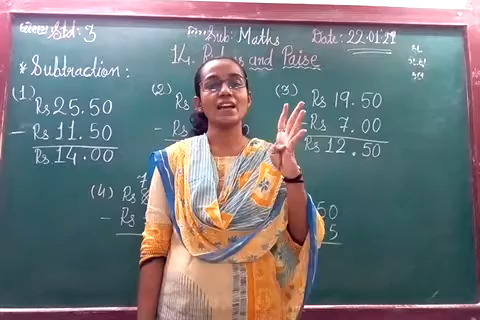 Std: 3
Sub: Maths
Date: 22.01.21
14. and Paise
* Subtraction:
(1)
Rs 25.50
- Rs 11.50
Rs. 14.00
(2)
Rs
- Rs
(3)
Rs 19.50
Rs 7.00
Rs 12.50
(4)
7
Rs
- Rs
50
5